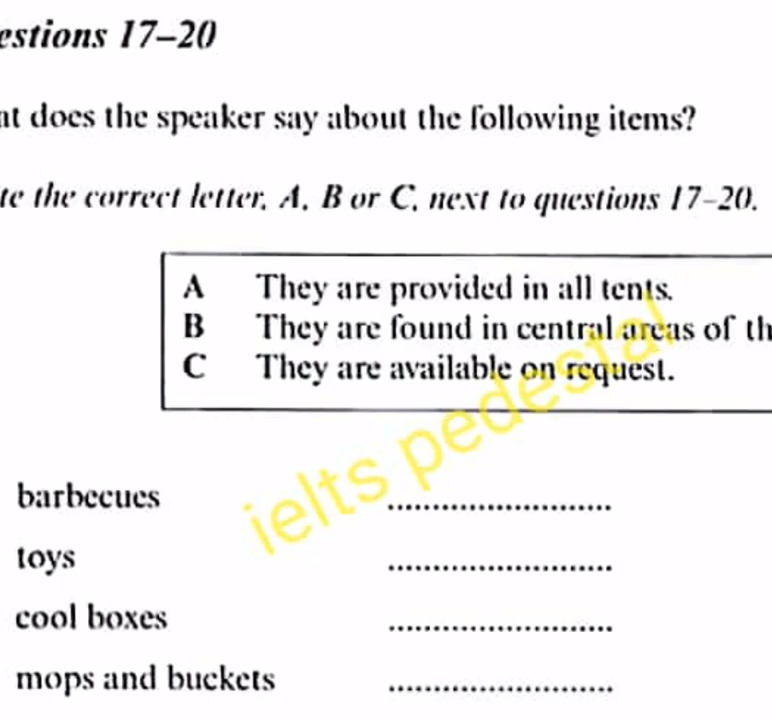 estions 17–20
at does the speaker say about the following items?
te the correct letter, A, B or C, next to questions 17–20.
A They are provided in all tents.
B They are found in central areas of th
C They are available on request.
ielts pedestal
barbecues ..........................
toys ..........................
cool boxes ..........................
mops and buckets ..........................